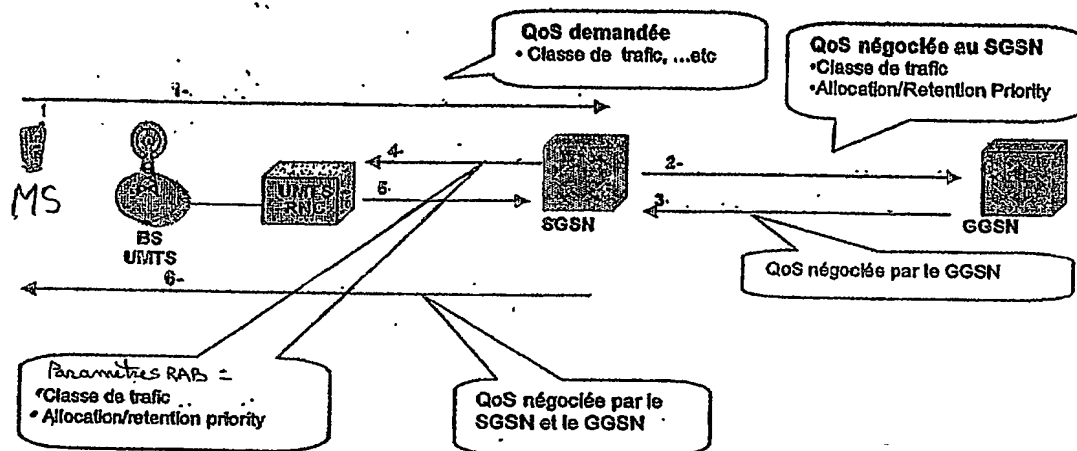 QoS demandée
• Classe de trafic, ...etc
QoS négociée au SGSN
•Classe de trafic
•Allocation/Retention Priority
1-
MS
BS
UMTS
UMTS
RNC
4-
5-
SGSN
2-
3-
GGSN
QoS négociée par le GGSN
6-
Paramètres RAB =
•Classe de trafic
• Allocation/retention priority
QoS négociée par le
SGSN et le GGSN